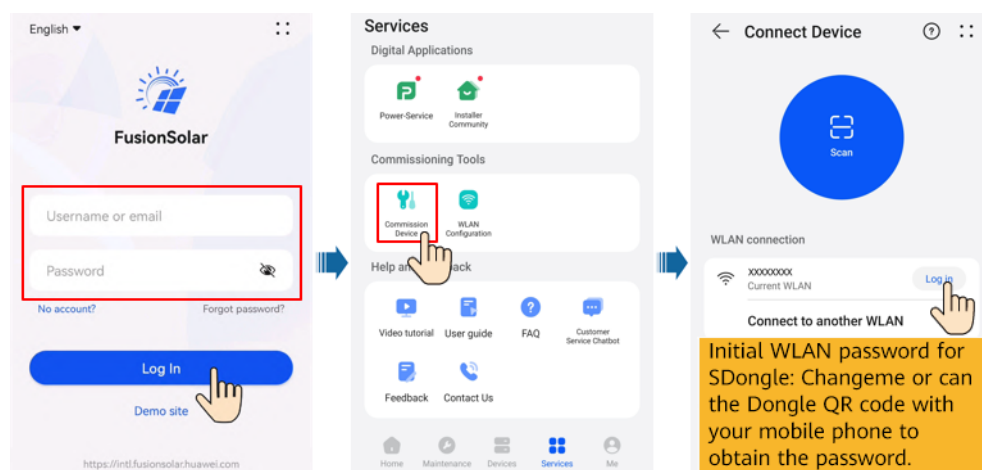 English ▼
FusionSolar
Username or email
Password
No account?
Forgot password?
Log In
Demo site
https://intl.fusionsolar.huawei.com
Services
Digital Applications
Power-Service
Installer
Community
Commissioning Tools
Commission
Device
WLAN
Configuration
Help an ack
Video tutorial
User guide
FAQ
Customer
Service Chatbot
Feedback
Contact Us
Home
Maintenance
Devices
Services
Me
Connect Device
Scan
WLAN connection
XXXXXXXX
Current WLAN
Log in
Connect to another WLAN
Initial WLAN password for
SDongle: Changeme or can
the Dongle QR code with
your mobile phone to
obtain the password.